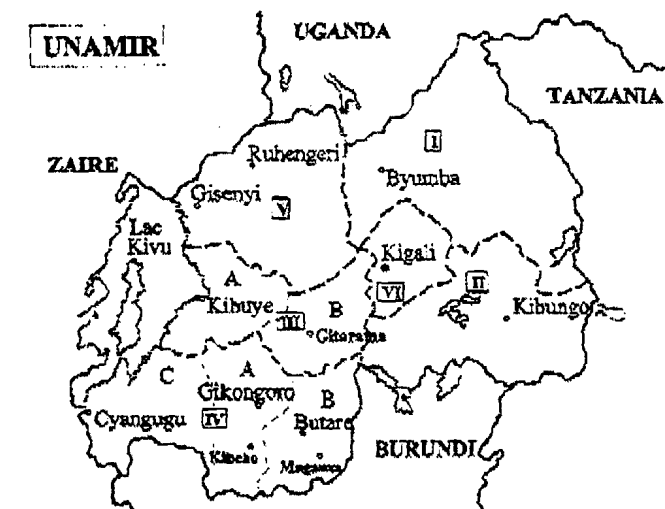 UNAMIR
UGANDA
TANZANIA
ZAIRE
I
Ruhengeri
Byumba
Gisenyi
V
Lac
Kivu
Kigali
A
Kibuye
VI
II
Kibungo
III
B
Gitarama
C
A
Gikongoro
B
Cyangugu
IV
Butare
Kibeho
BURUNDI